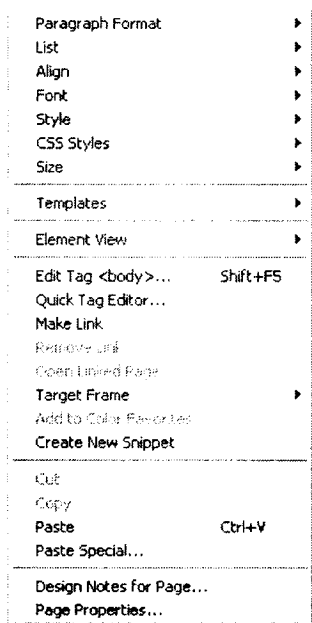 Paragraph Format
List
Align
Font
Style
CSS Styles
Size
Templates
Element View
Edit Tag <body>... Shift+F5
Quick Tag Editor...
Make Link
Remove Link
Open Linked Page
Target Frame
Add to Color Favorites
Create New Snippet
Cut
Copy
Paste Ctrl+V
Paste Special...
Design Notes for Page...
Page Properties...